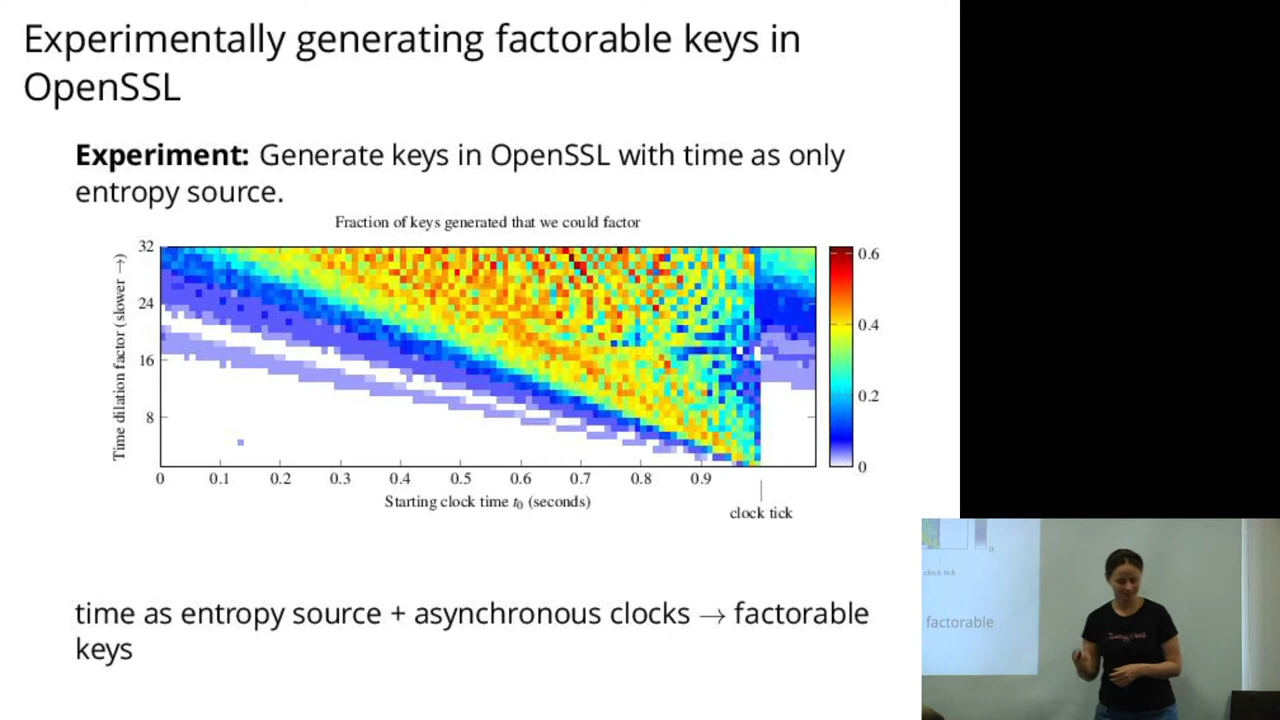 Experimentally generating factorable keys in
OpenSSL
Experiment: Generate keys in OpenSSL with time as only
entropy source.
Fraction of keys generated that we could factor
Time dilation factor (slower →)
32
24
16
8
0 0.1 0.2 0.3 0.4 0.5 0.6 0.7 0.8 0.9
Starting clock time t₀ (seconds)
clock tick
0.6
0.4
0.2
0
time as entropy source + asynchronous clocks → factorable
keys
0
clock tick
factorable